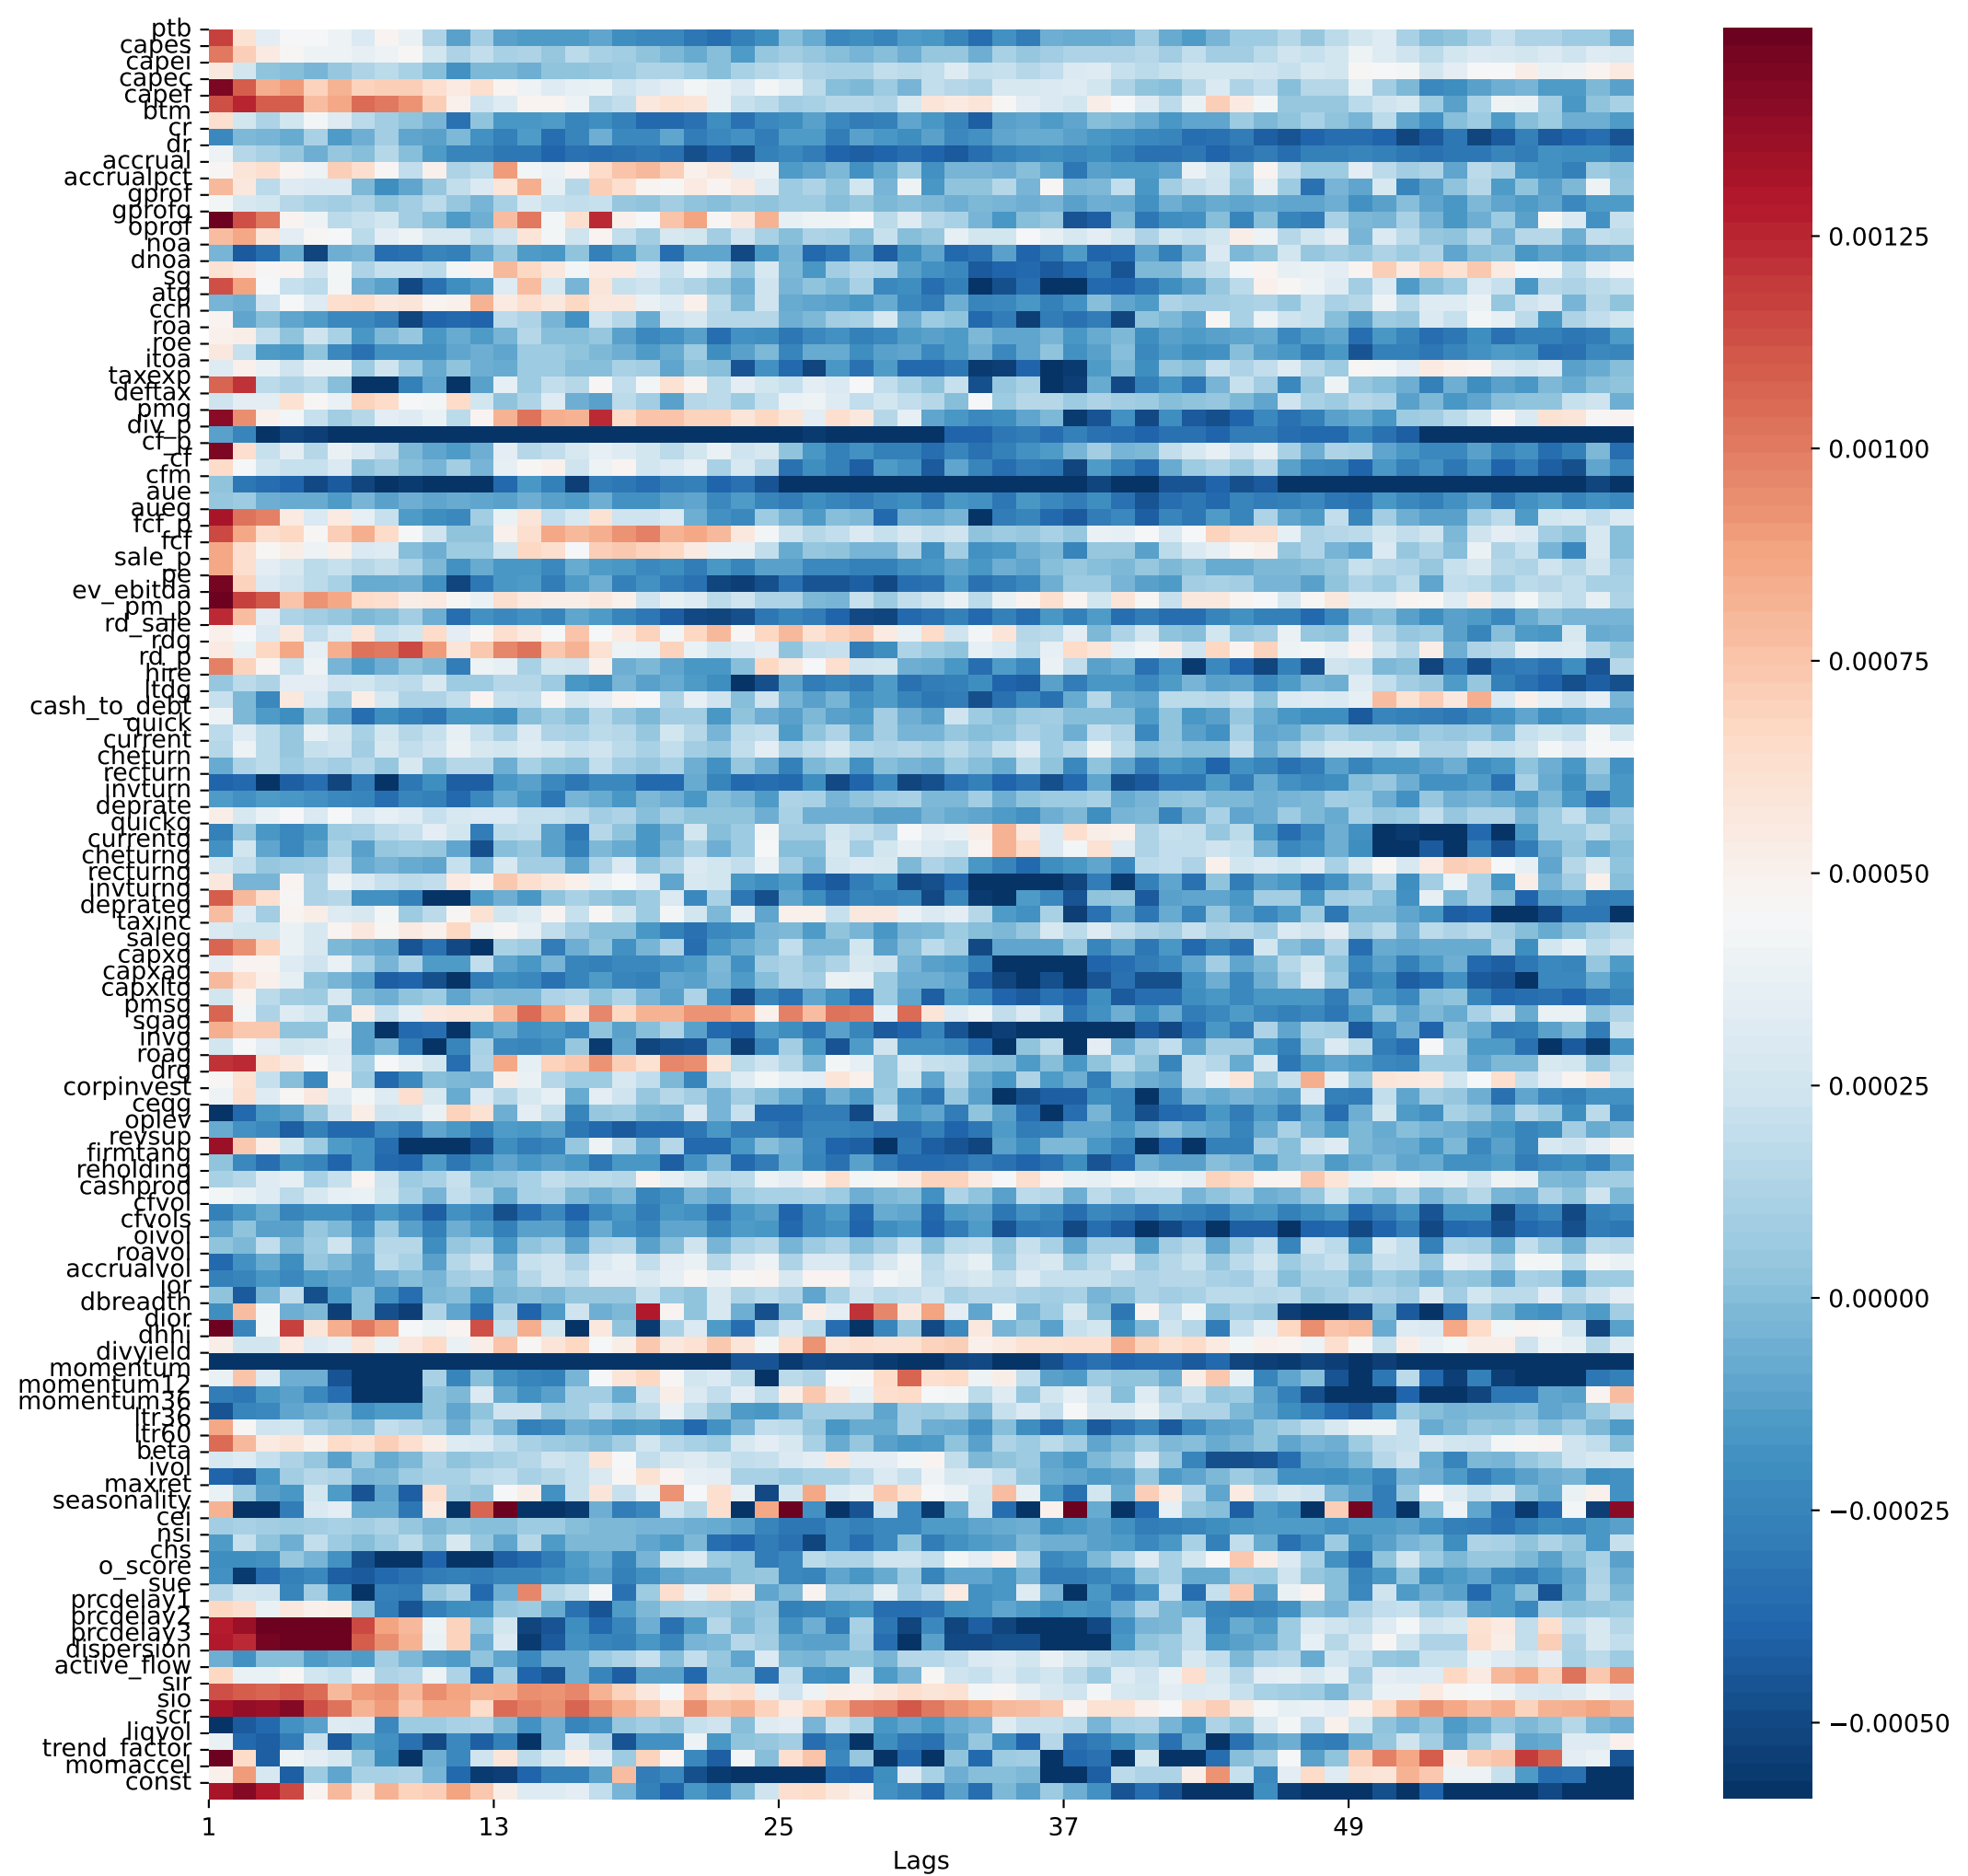 ptb
capes
capei
capec
capef
btm
cr
dr
accrual
accrualpct
gprof
gprofg
oprof
noa
dnoa
sg
atg
ccn
roa
roe
itoa
taxexp
deftax
pmg
div_p
cf_p
cf
cfm
aue
aueg
fcf_p
fcf
sale_p
pe
ev_ebitda
pm_p
rd_sale
rdg
rd_p
hire
ltdg
cash_to_debt
quick
current
cheturn
recturn
invturn
deprate
quickg
currentg
cheturng
recturng
invturng
deprateg
taxinc
saleg
capxg
capxag
capxitg
pmsg
sgag
invg
roag
drg
corpinvest
ceqg
oplev
revsup
firmtang
reholding
cashprod
cfvol
cfvols
oivol
roavol
accrualvol
ior
dbreadth
dior
dhhi
divyield
momentum
momentum12
momentum36
ltr36
ltr60
beta
ivol
maxret
seasonality
cei
nsi
chs
o_score
sue
prcdelay1
prcdelay2
prcdelay3
dispersion
active_flow
sir
sio
scr
liqvol
trend_factor
momaccel
const
1 13 25 37 49
Lags
0.00125
0.00100
0.00075
0.00050
0.00025
0.00000
−0.00025
−0.00050